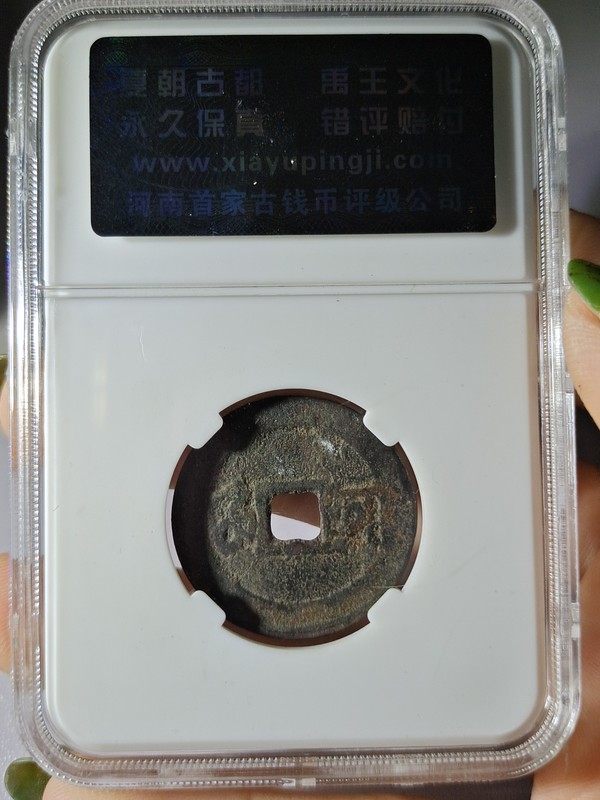 夏朝古都 禹王文化
永久保真 错评赔付
www.xiayupingji.com
河南首家古钱币评级公司